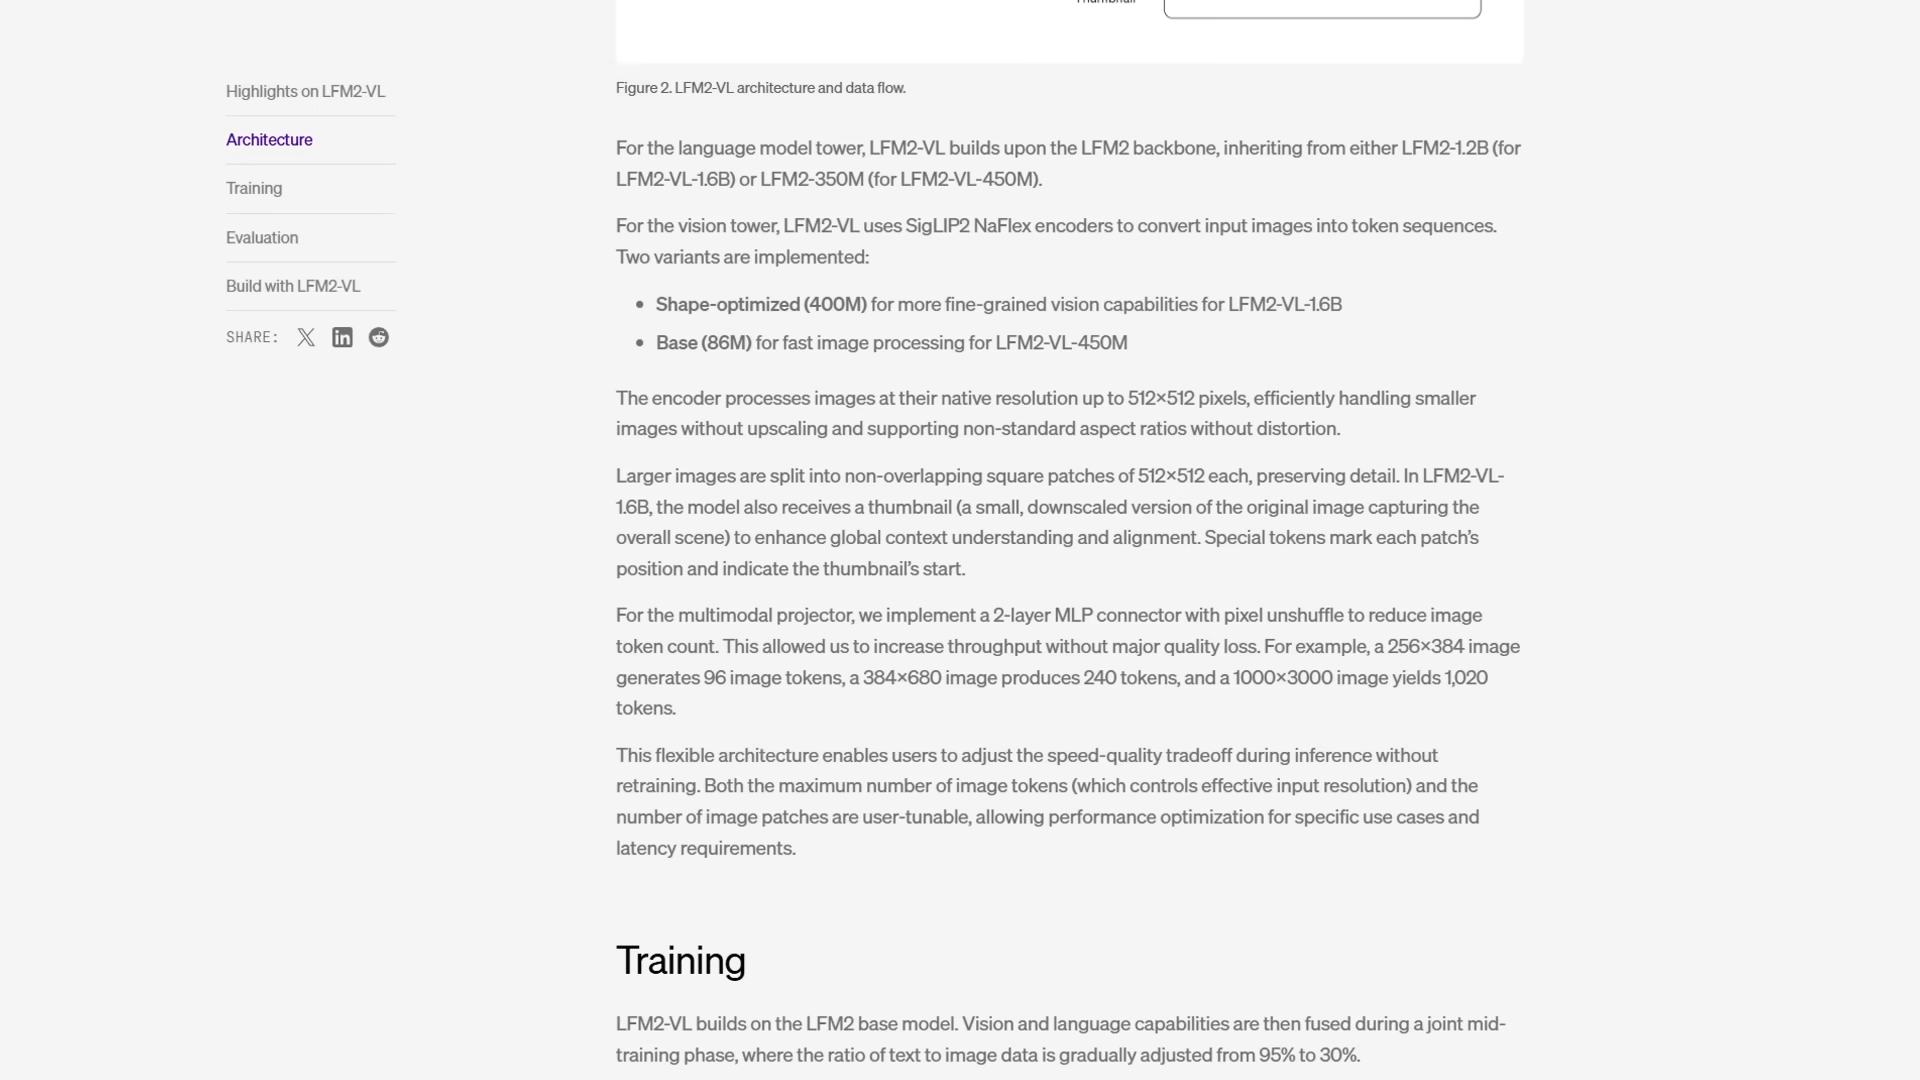 Thumbnail
Figure 2. LFM2-VL architecture and data flow.
Highlights on LFM2-VL
Architecture
Training
Evaluation
Build with LFM2-VL
SHARE:
For the language model tower, LFM2-VL builds upon the LFM2 backbone, inheriting from either LFM2-1.2B (for
LFM2-VL-1.6B) or LFM2-350M (for LFM2-VL-450M).
For the vision tower, LFM2-VL uses SigLIP2 NaFlex encoders to convert input images into token sequences.
Two variants are implemented:
• Shape-optimized (400M) for more fine-grained vision capabilities for LFM2-VL-1.6B
• Base (86M) for fast image processing for LFM2-VL-450M
The encoder processes images at their native resolution up to 512×512 pixels, efficiently handling smaller
images without upscaling and supporting non-standard aspect ratios without distortion.
Larger images are split into non-overlapping square patches of 512×512 each, preserving detail. In LFM2-VL-
1.6B, the model also receives a thumbnail (a small, downscaled version of the original image capturing the
overall scene) to enhance global context understanding and alignment. Special tokens mark each patch’s
position and indicate the thumbnail’s start.
For the multimodal projector, we implement a 2-layer MLP connector with pixel unshuffle to reduce image
token count. This allowed us to increase throughput without major quality loss. For example, a 256×384 image
generates 96 image tokens, a 384×680 image produces 240 tokens, and a 1000×3000 image yields 1,020
tokens.
This flexible architecture enables users to adjust the speed-quality tradeoff during inference without
retraining. Both the maximum number of image tokens (which controls effective input resolution) and the
number of image patches are user-tunable, allowing performance optimization for specific use cases and
latency requirements.
Training
LFM2-VL builds on the LFM2 base model. Vision and language capabilities are then fused during a joint mid-
training phase, where the ratio of text to image data is gradually adjusted from 95% to 30%.